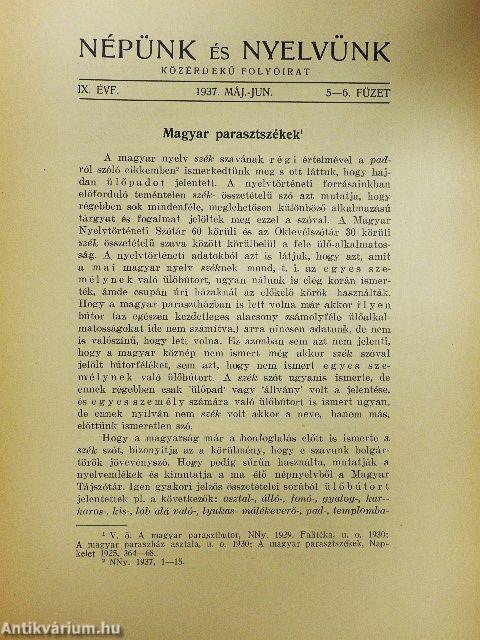 NÉPÜNK ÉS NYELVÜNK
KÖZÉRDEKŰ FOLYÓIRAT
IX. ÉVF. 1937. MÁJ.-JUN. 5—6. FÜZET
Magyar parasztszékek¹
A magyar nyelv szék szavának régi értelmével a pad-
ról szóló cikkemben² ismerkedtünk meg s ott láttuk, hogy haj-
dan ülőpadot jelentett. A nyelvtörténeti forrásainkban
előforduló temérdelen szék- összetételű szó azt mutatja, hogy
régebben sok mindenféle, meglehetősen különböző alkalmazású
tárgyat és fogalmat jelöltek meg ezzel a szóval. A Magyar
Nyelvtörténeti Szótár 60 körüli és az Oklevélszótár 30 körüli
szék összetételű szava között körülbelül a fele ülő-alkalmatos-
ság. A nyelvtörténeti adatokból azt is látjuk, hogy azt, amit
a mai magyar nyelv széknek mond, t. i. az egyes sze-
mélynek való ülőbútort, ugyan nálunk is elég korán ismer-
ték, ámde csupán úri házaknál az előkelő körök használták.
Hogy a magyar parasztházban is lett volna már akkor ilyen
bútor (az egészen kezdetleges alacsony zsámolyféle ülőalkal-
matosságokat ide nem számítva,) arra nincsen adatunk, de nem
is valószínű, hogy lett volna. Ez azonban sem azt nem jelenti,
hogy a magyar köznép nem ismert még akkor szék szóval
jelölt bútorféléket, sem azt, hogy nem ismert egyes sze-
mélynek való ülőbútort. A szék szót ugyanis ismerte, de
ennek régebben csak 'ülőpad' vagy 'állvány' volt a jelentése,
és egyes személy számára való ülőbútort is ismert ugyan,
de ennek nyilván nem szék volt akkor a neve, hanem más,
előttünk ismeretlen szó.
Hogy a magyarság már a honfoglalás előtt is ismerte a
szék szót, bizonyítja az a körülmény, hogy e szavunk bolgár-
török jövevényszó. Hogy pedig sűrűn használta, mutatják a
nyelvemlékek és kimutatja a ma élő népnyelvből a Magyar
Tájszótár. Igen gyakori jelzős összetételei sorából ülőbútort
jelentettek pl. a következők: asztal-, álló-, fonó-, gyalog-, kar-
karos-, kis-, láb alá való-, lyukas- málékeverő-, pad-, templomba-
¹ V. ö. A magyar parasztbutor, NNy. 1929. Falitéka, u. o. 1930;
A magyar parasztház asztala, u. o. 1930; A magyar parasztszékek, Nap-
kelet 1925, 364—68.
² NNy. 1937, 1—15.
Antikvárium.hu